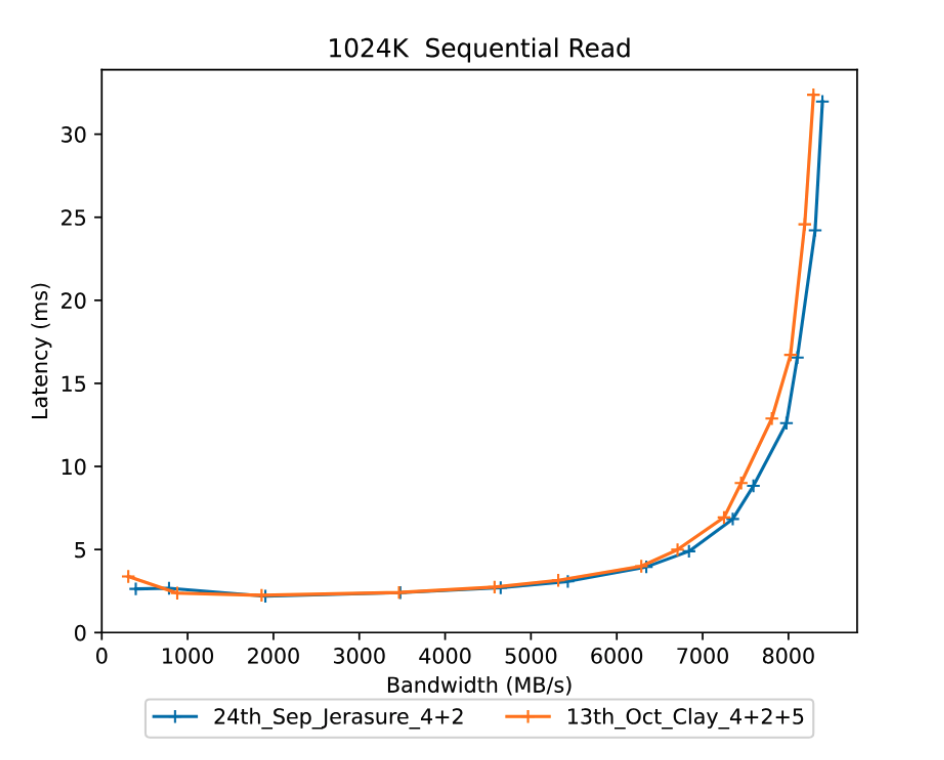 1024K  Sequential Read
30
25
20
15
10
5
0
Latency (ms)
0 1000 2000 3000 4000 5000 6000 7000 8000
Bandwidth (MB/s)
24th_Sep_Jerasure_4+2 13th_Oct_Clay_4+2+5